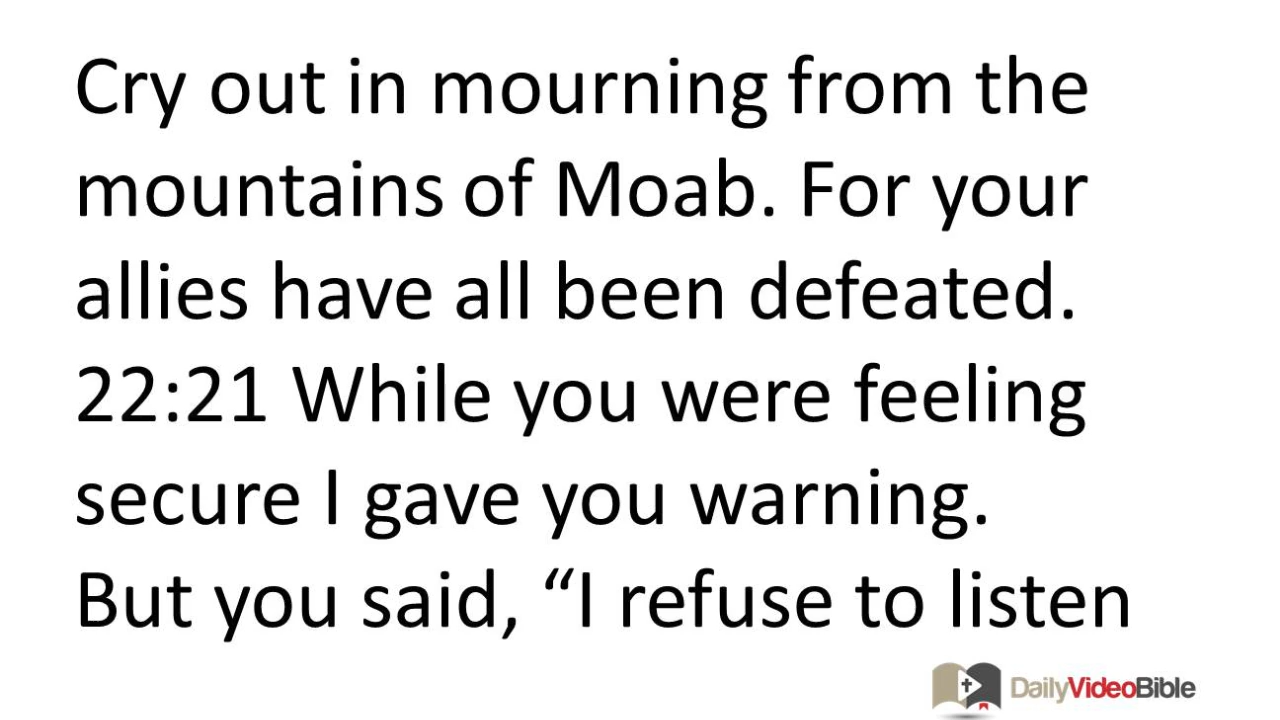 Cry out in mourning from the
mountains of Moab. For your
allies have all been defeated.
22:21 While you were feeling
secure I gave you warning.
But you said, “I refuse to listen
DailyVideoBible